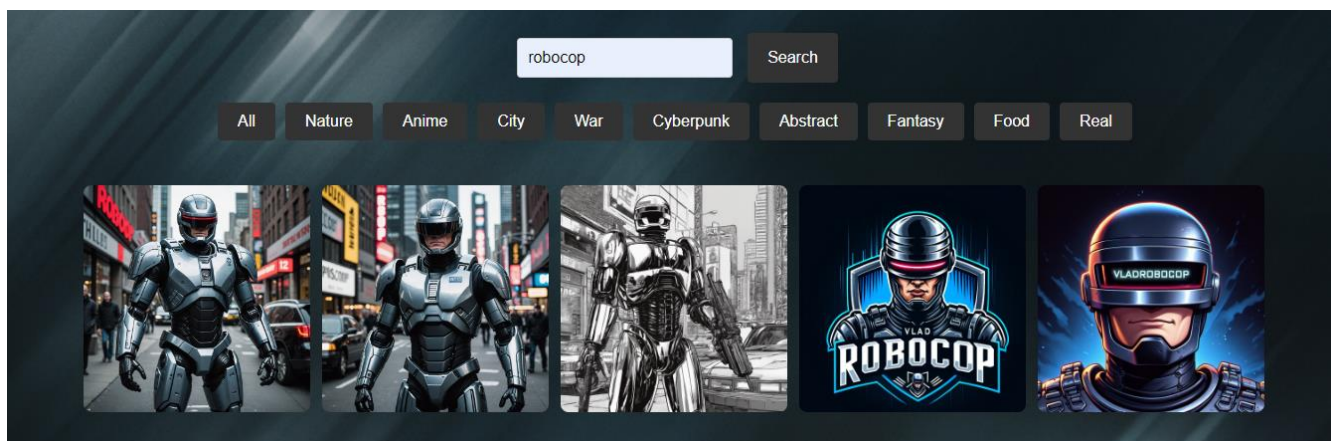 robocop
Search
All Nature Anime City War Cyberpunk Abstract Fantasy Food Real
VLAD
ROBOCOP
VLADROBOCOP